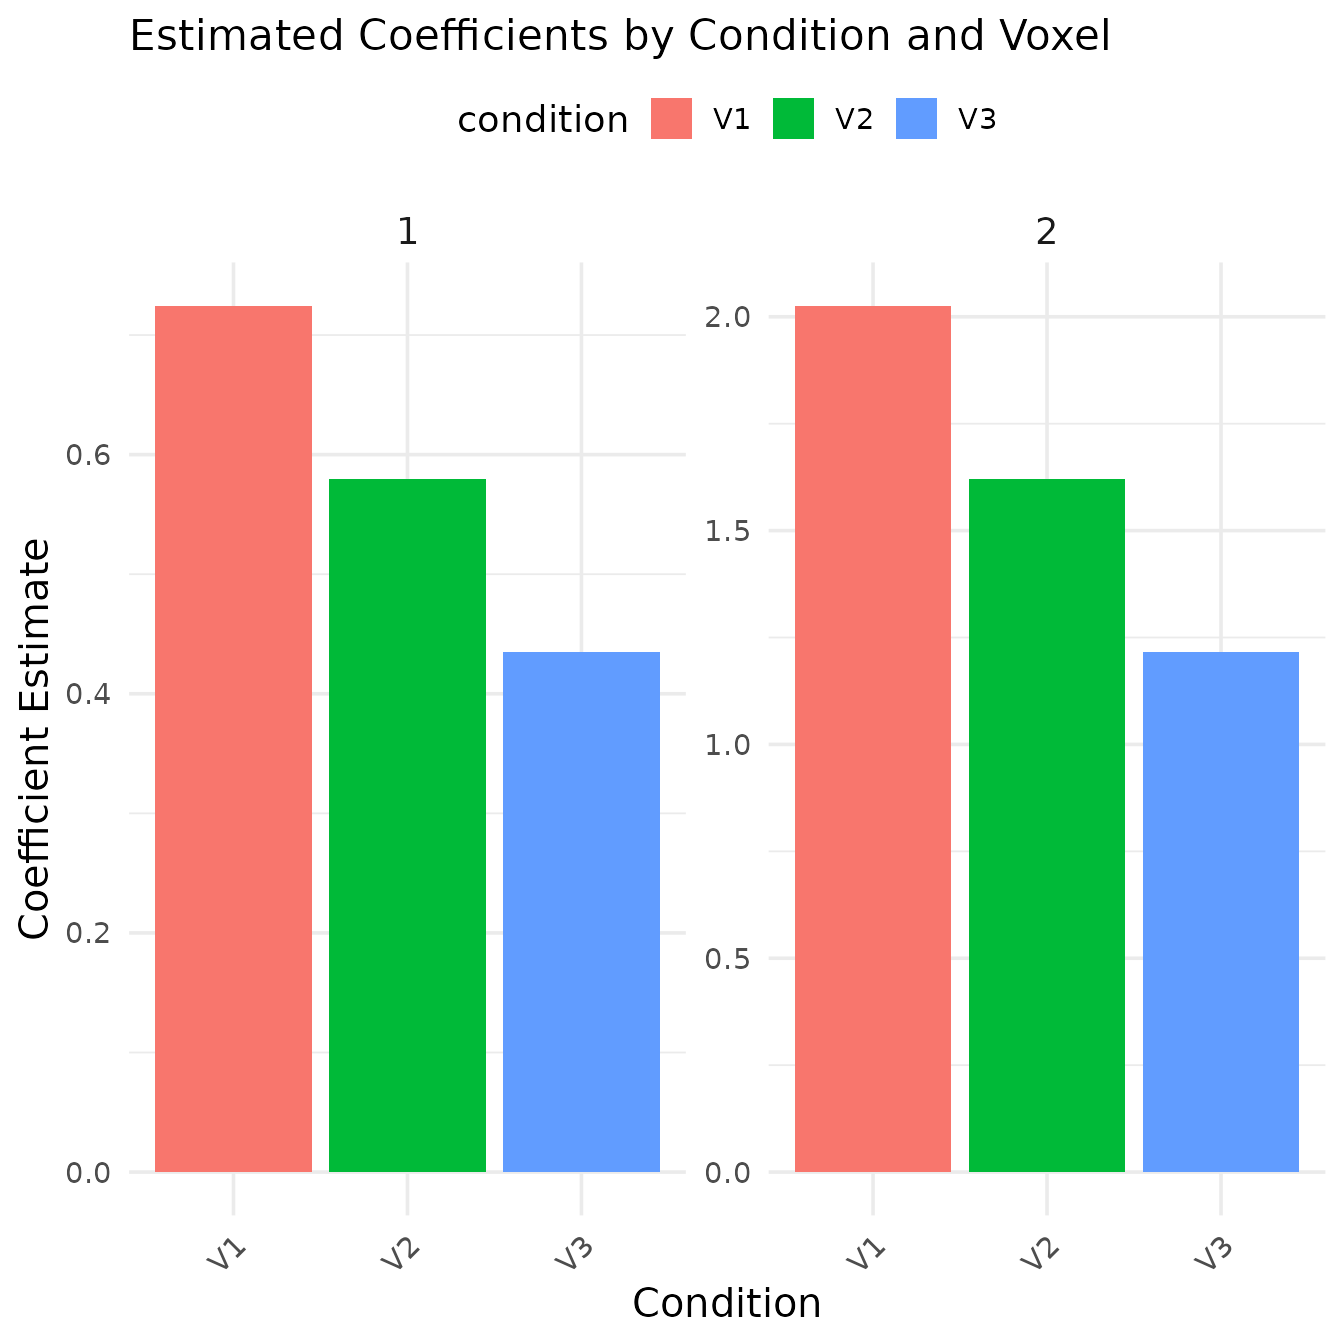 Estimated Coefficients by Condition and Voxel
condition V1 V2 V3
1
2
Coefficient Estimate
0.6
0.4
0.2
0.0
2.0
1.5
1.0
0.5
0.0
V1 V2 V3
V1 V2 V3
Condition